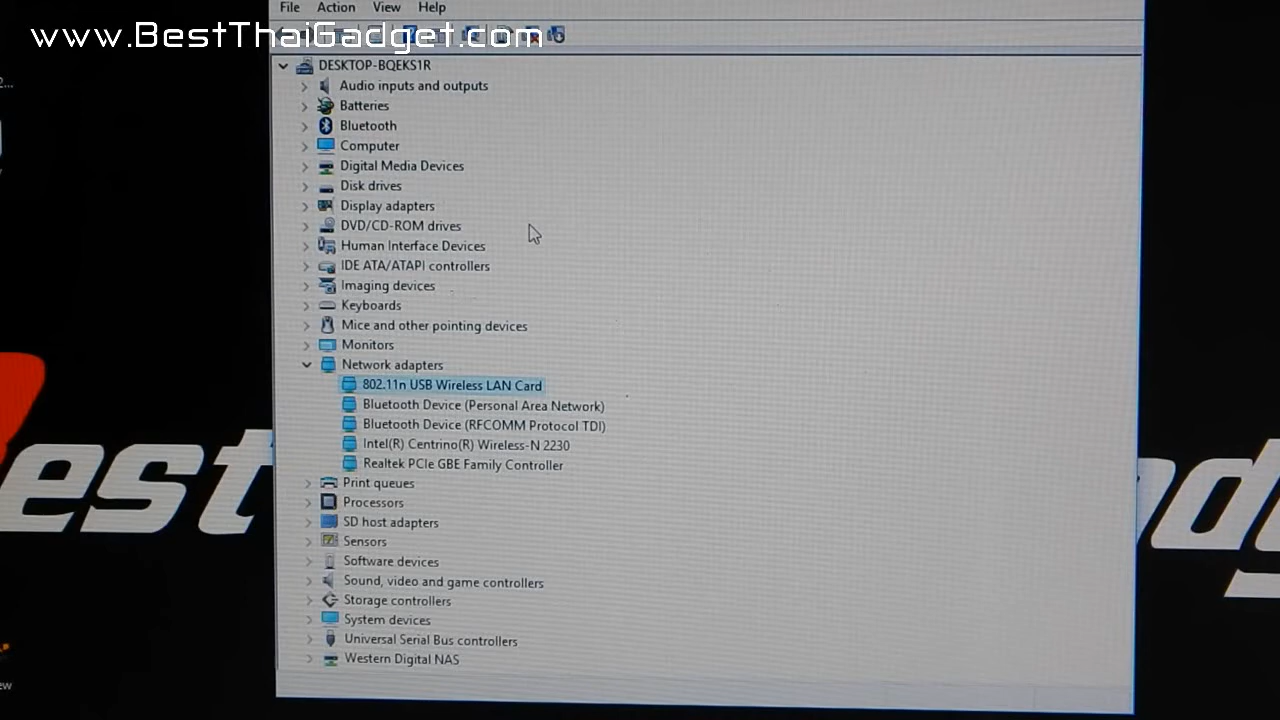 File Action View Help
www.BestThaiGadget.com
DESKTOP-BQEKS1R
Audio inputs and outputs
Batteries
Bluetooth
Computer
Digital Media Devices
Disk drives
Display adapters
DVD/CD-ROM drives
Human Interface Devices
IDE ATA/ATAPI controllers
Imaging devices
Keyboards
Mice and other pointing devices
Monitors
Network adapters
802.11n USB Wireless LAN Card
Bluetooth Device (Personal Area Network)
Bluetooth Device (RFCOMM Protocol TDI)
Intel(R) Centrino(R) Wireless-N 2230
Realtek PCIe GBE Family Controller
Print queues
Processors
SD host adapters
Sensors
Software devices
Sound, video and game controllers
Storage controllers
System devices
Universal Serial Bus controllers
Western Digital NAS
est